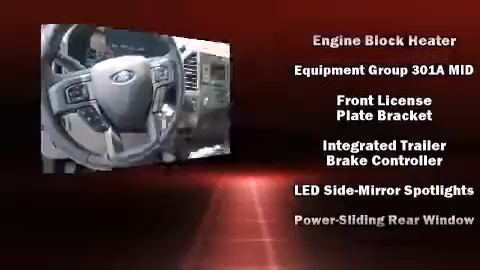 Engine Block Heater
Equipment Group 301A MID
Front License
Plate Bracket
Integrated Trailer
Brake Controller
LED Side-Mirror Spotlights
Power-Sliding Rear Window